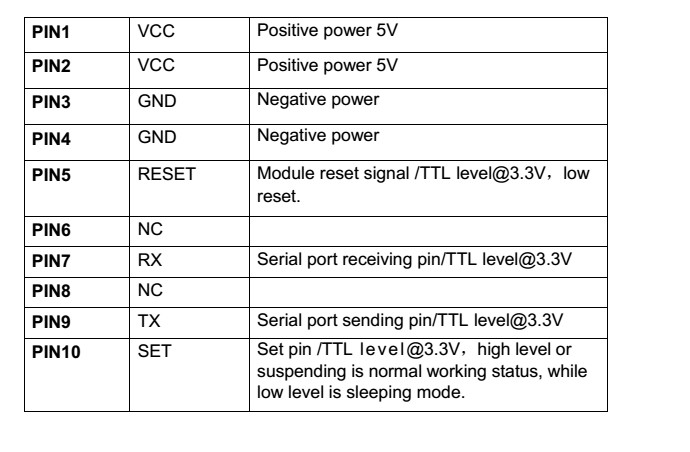 PIN1 VCC Positive power 5V
PIN2 VCC Positive power 5V
PIN3 GND Negative power
PIN4 GND Negative power
PIN5 RESET Module reset signal /TTL level@3.3V，low
reset.
PIN6 NC
PIN7 RX Serial port receiving pin/TTL level@3.3V
PIN8 NC
PIN9 TX Serial port sending pin/TTL level@3.3V
PIN10 SET Set pin /TTL level@3.3V，high level or
suspending is normal working status, while
low level is sleeping mode.